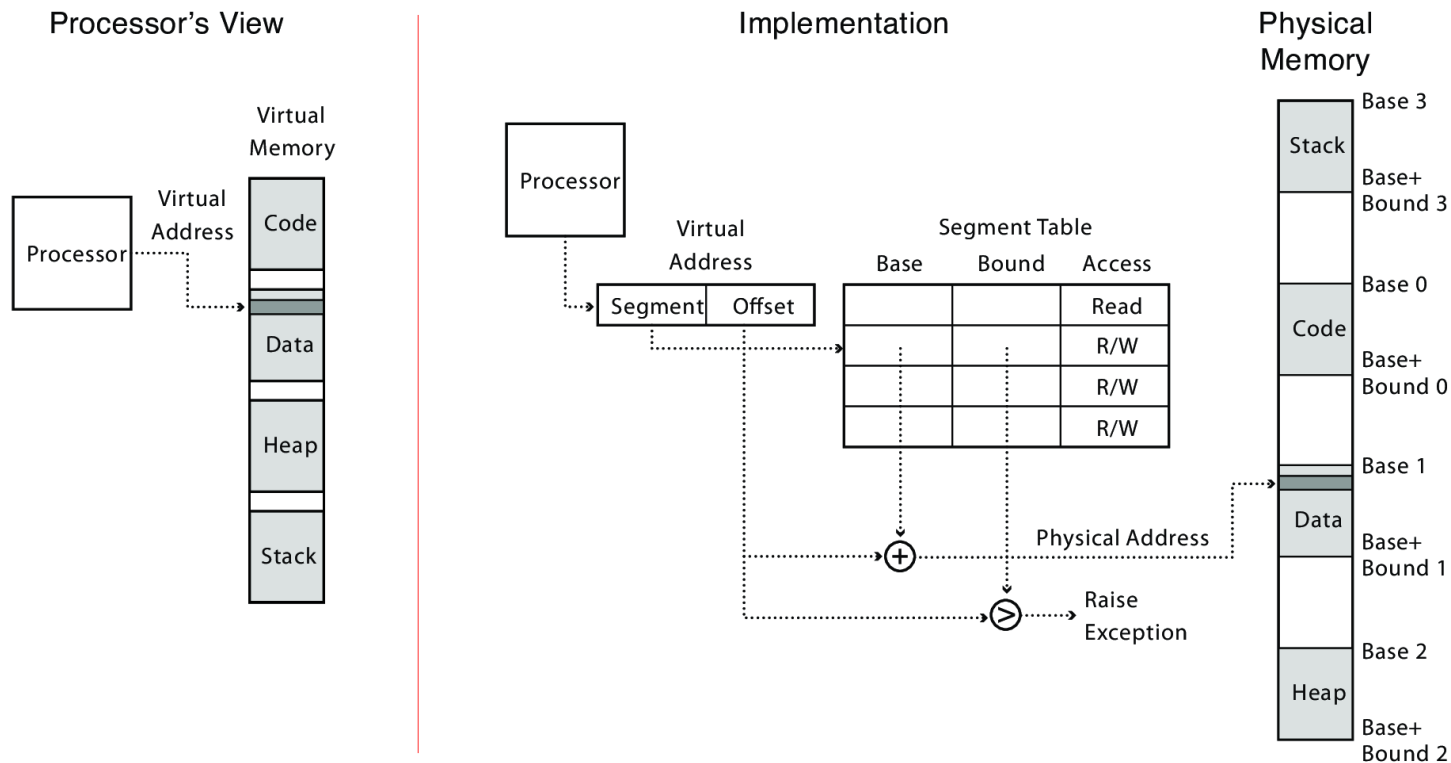 Processor's View
Virtual
Memory
Virtual
Address
Processor
Code
Data
Heap
Stack
Implementation
Processor
Virtual
Address
Segment
Offset
Segment Table
Base
Bound
Access
Read
R/W
R/W
R/W
+
Physical Address
>
Raise
Exception
Physical
Memory
Base 3
Stack
Base+
Bound 3
Base 0
Code
Base+
Bound 0
Base 1
Data
Base+
Bound 1
Base 2
Heap
Base+
Bound 2